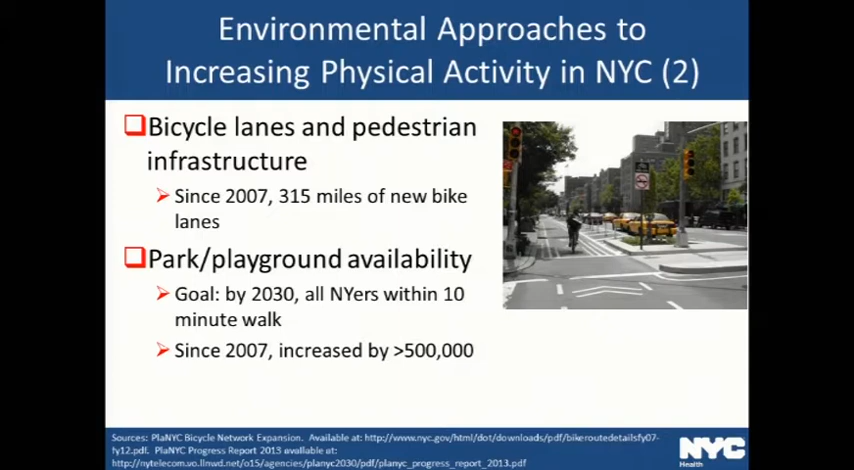 Environmental Approaches to
Increasing Physical Activity in NYC (2)
Bicycle lanes and pedestrian
infrastructure
Since 2007, 315 miles of new bike
lanes
Park/playground availability
Goal: by 2030, all NYers within 10
minute walk
Since 2007, increased by >500,000
Sources: PlaNYC Bicycle Network Expansion. Available at: http://www.nyc.gov/html/dot/downloads/pdf/bikeroutedetailsfy07-
fy12.pdf. PlaNYC Progress Report 2013 available at:
http://nytelecom.vo.llnwd.net/o15/agencies/planyc2030/pdf/planyc_progress_report_2013.pdf
NYC
Health